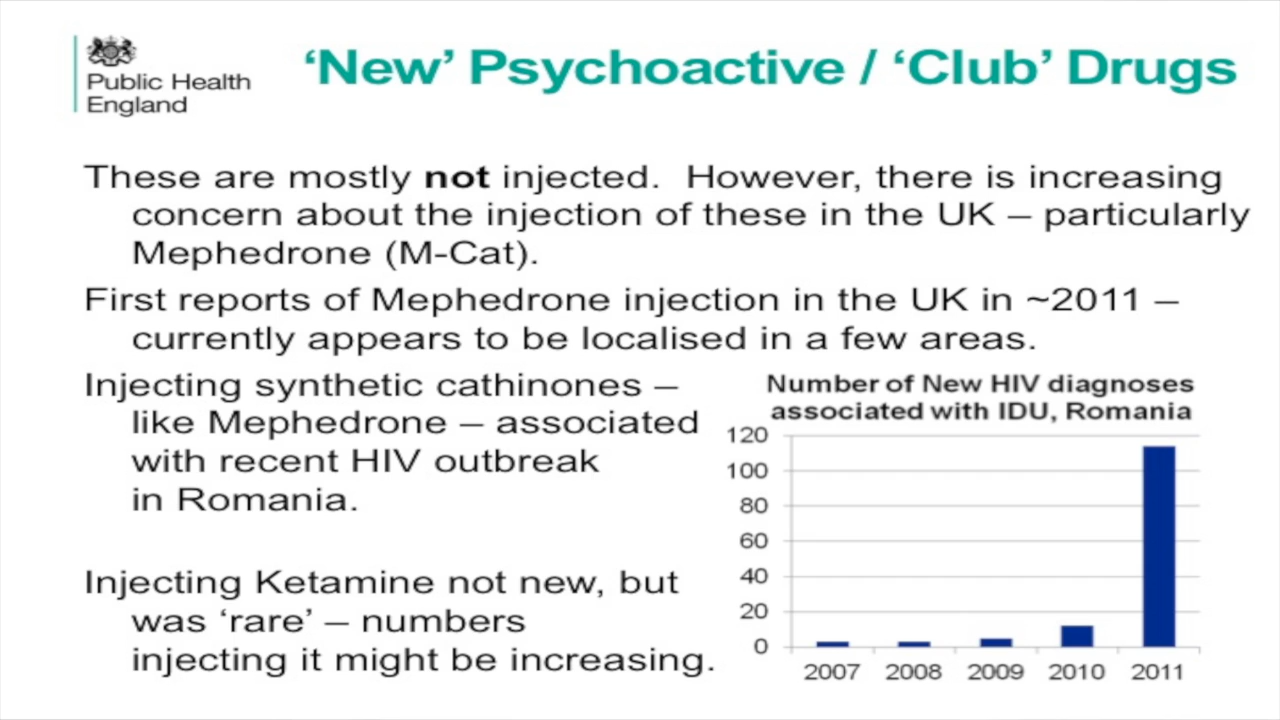 Public Health
England
‘New’ Psychoactive / ‘Club’ Drugs
These are mostly not injected. However, there is increasing
concern about the injection of these in the UK – particularly
Mephedrone (M-Cat).
First reports of Mephedrone injection in the UK in ~2011 –
currently appears to be localised in a few areas.
Injecting synthetic cathinones –
like Mephedrone – associated
with recent HIV outbreak
in Romania.
Injecting Ketamine not new, but
was ‘rare’ – numbers
injecting it might be increasing.
Number of New HIV diagnoses
associated with IDU, Romania
120
100
80
60
40
20
0
2007 2008 2009 2010 2011